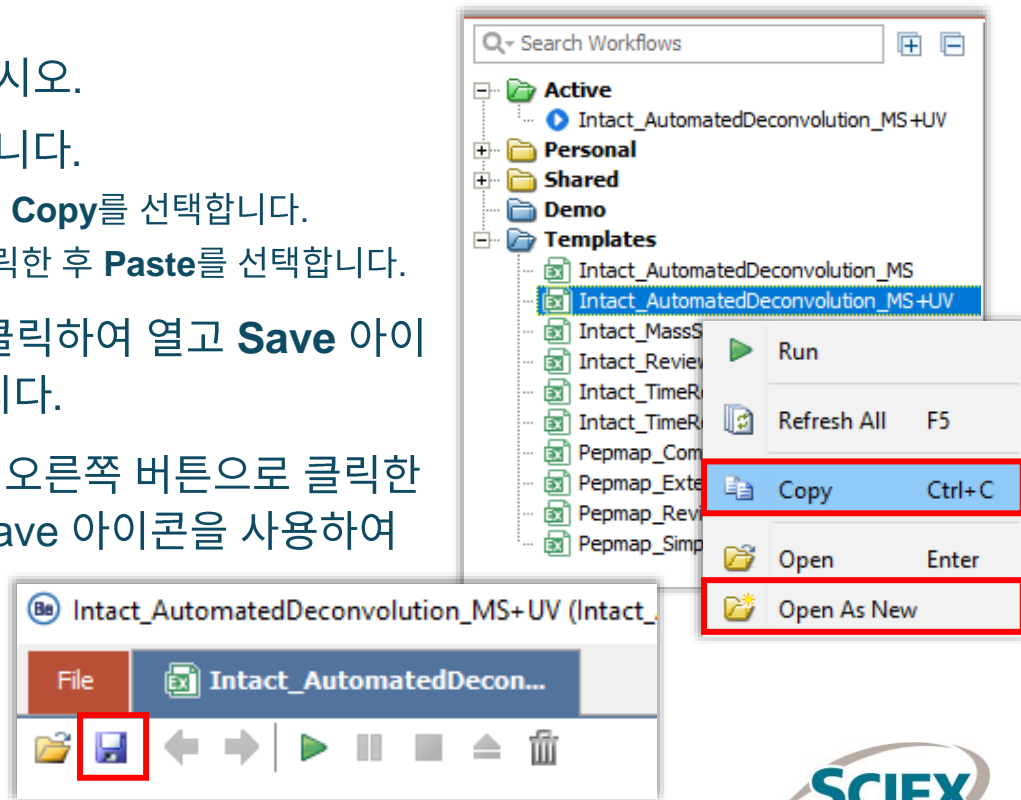 시오.
니다.
Copy를 선택합니다.
릭한 후 Paste를 선택합니다.
클릭하여 열고 Save 아이
니다.
오른쪽 버튼으로 클릭한
ave 아이콘을 사용하여
Search Workflows
Active
Intact_AutomatedDeconvolution_MS+UV
Personal
Shared
Demo
Templates
Intact_AutomatedDeconvolution_MS
Intact_AutomatedDeconvolution_MS+UV
Intact_MassS
Intact_Review
Intact_TimeR
Intact_TimeR
Pepmap_Com
Pepmap_Exte
Pepmap_Revi
Pepmap_Simp
Run
Refresh All F5
Copy Ctrl+C
Open Enter
Open As New
Intact_AutomatedDeconvolution_MS+UV (Intact_
File
Intact_AutomatedDecon...
SCIEX